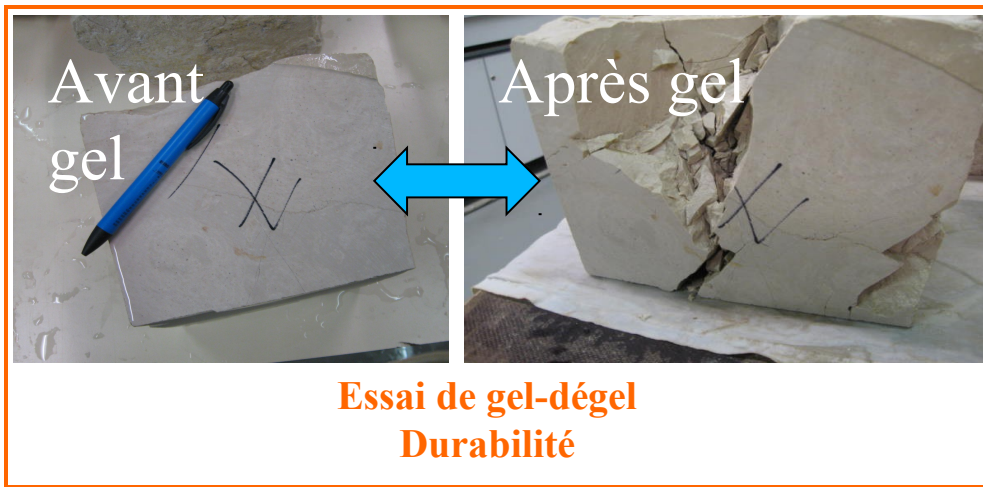 Avant
gel
Après gel
Essai de gel-dégel
Durabilité